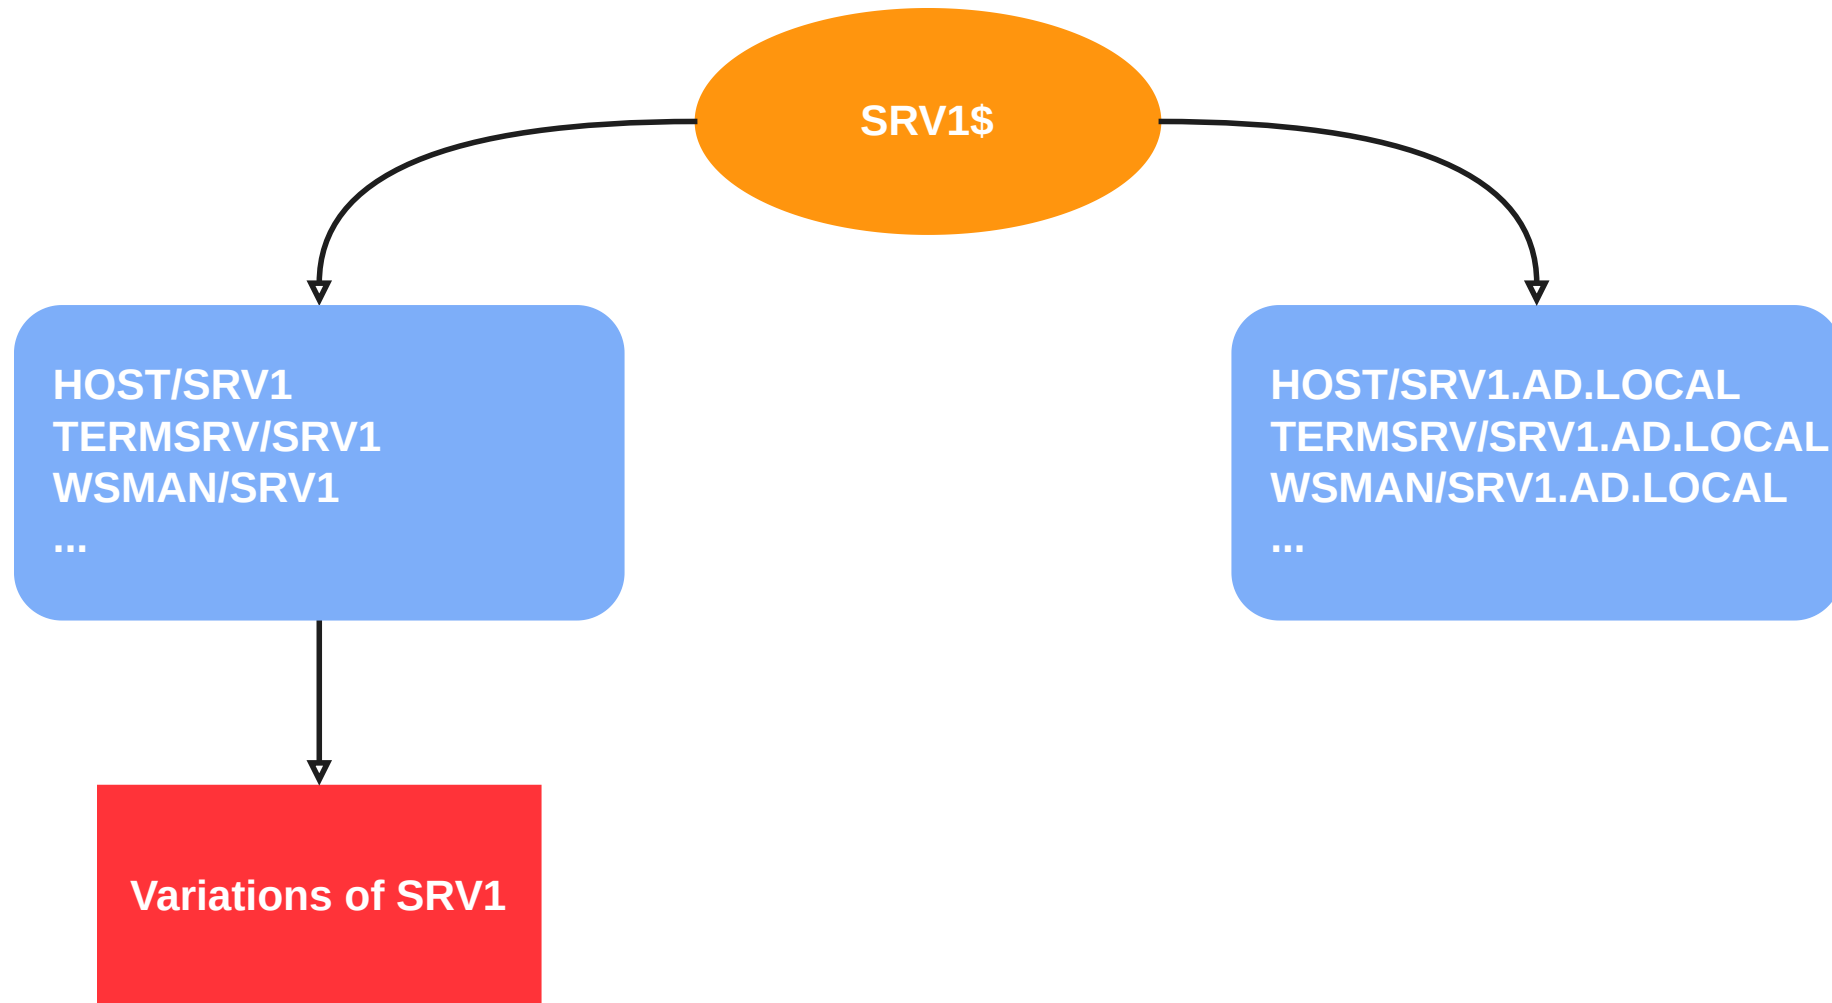 SRV1$
HOST/SRV1
TERMSRV/SRV1
WSMAN/SRV1
...
HOST/SRV1.AD.LOCAL
TERMSRV/SRV1.AD.LOCAL
WSMAN/SRV1.AD.LOCAL
...
Variations of SRV1